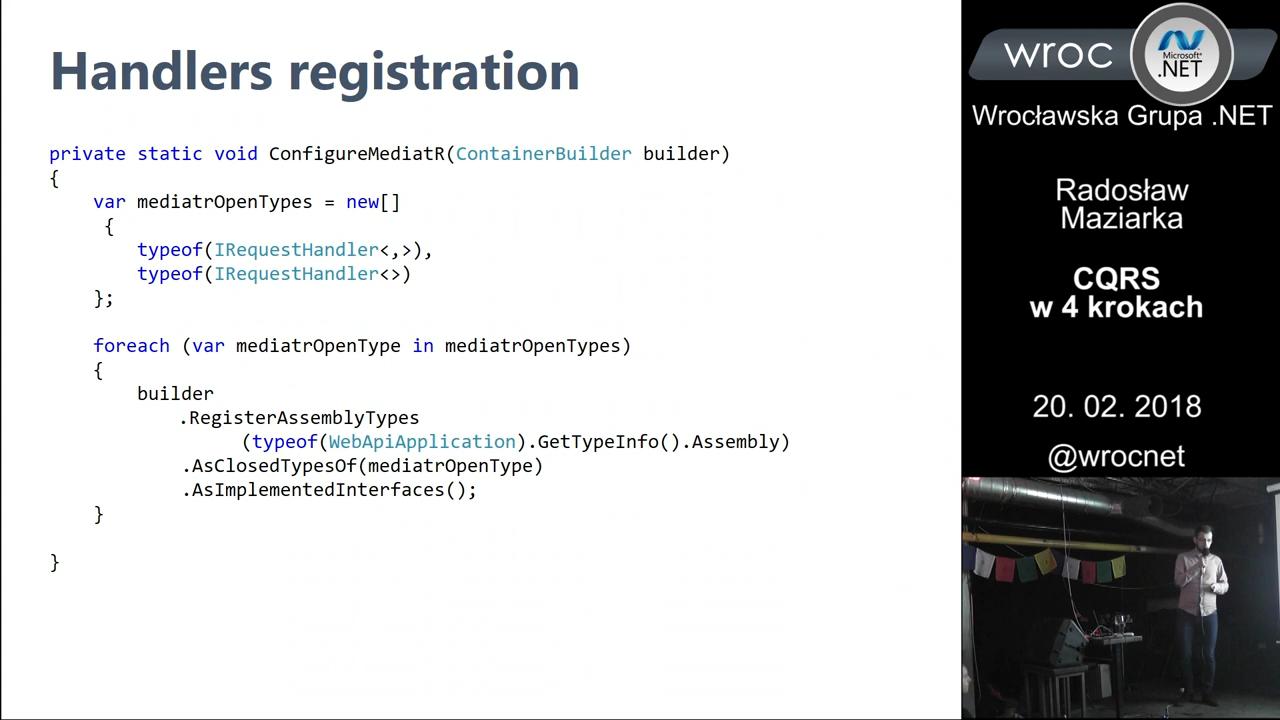 Handlers registration
private static void ConfigureMediatR(ContainerBuilder builder)
{
var mediatrOpenTypes = new[]
{
typeof(IRequestHandler<,>),
typeof(IRequestHandler<>)
};
foreach (var mediatrOpenType in mediatrOpenTypes)
{
builder
.RegisterAssemblyTypes
(typeof(WebApiApplication).GetTypeInfo().Assembly)
.AsClosedTypesOf(mediatrOpenType)
.AsImplementedInterfaces();
}
}
wroc
Microsoft®
.NET
Wrocławska Grupa .NET
Radosław
Maziarka
CQRS
w 4 krokach
20. 02. 2018
@wrocnet